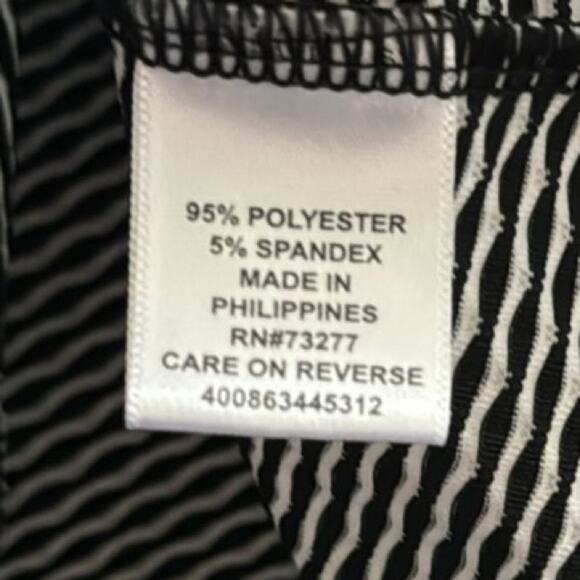 95% POLYESTER
5% SPANDEX
MADE IN
PHILIPPINES
RN#73277
CARE ON REVERSE
400863445312